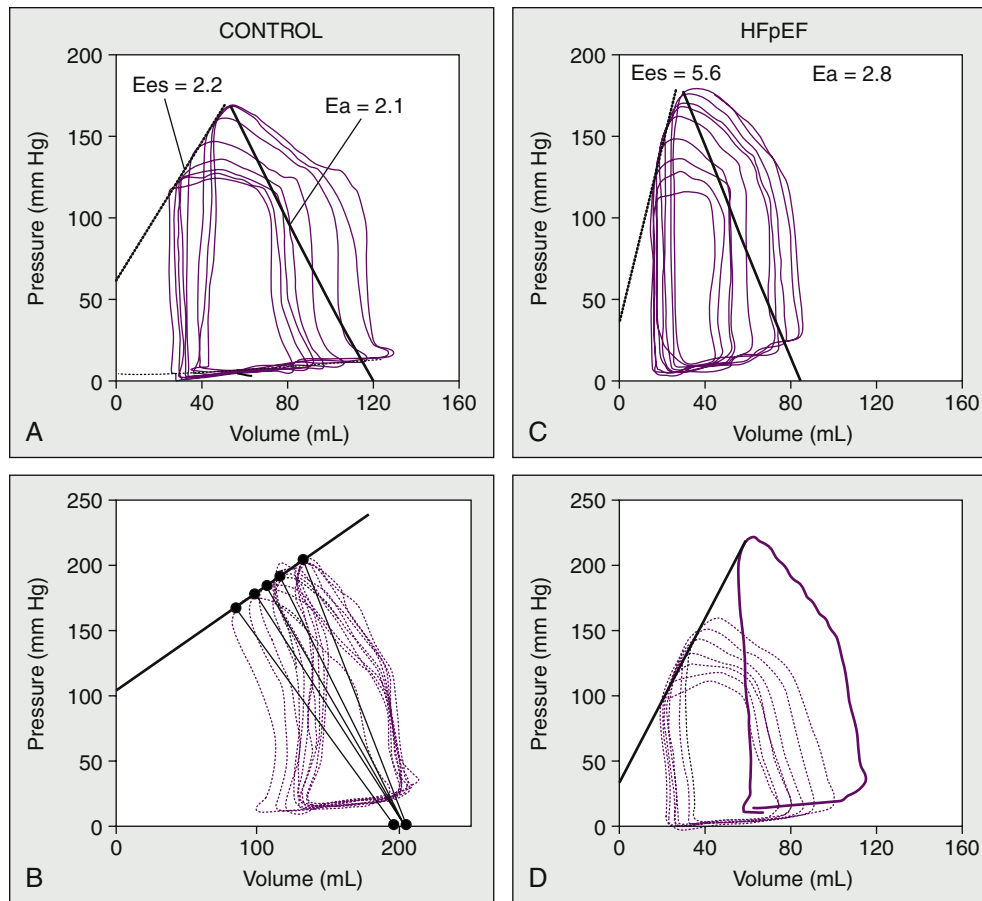 CONTROL
200
150
100
50
0
Pressure (mm Hg)
Ees = 2.2
Ea = 2.1
0 40 80 120 160
Volume (mL)
A
HFpEF
200
150
100
50
0
Pressure (mm Hg)
Ees = 5.6
Ea = 2.8
0 40 80 120 160
Volume (mL)
C
250
200
150
100
50
0
Pressure (mm Hg)
0 100 200
Volume (mL)
B
250
200
150
100
50
0
Pressure (mm Hg)
0 40 80 120 160
Volume (mL)
D